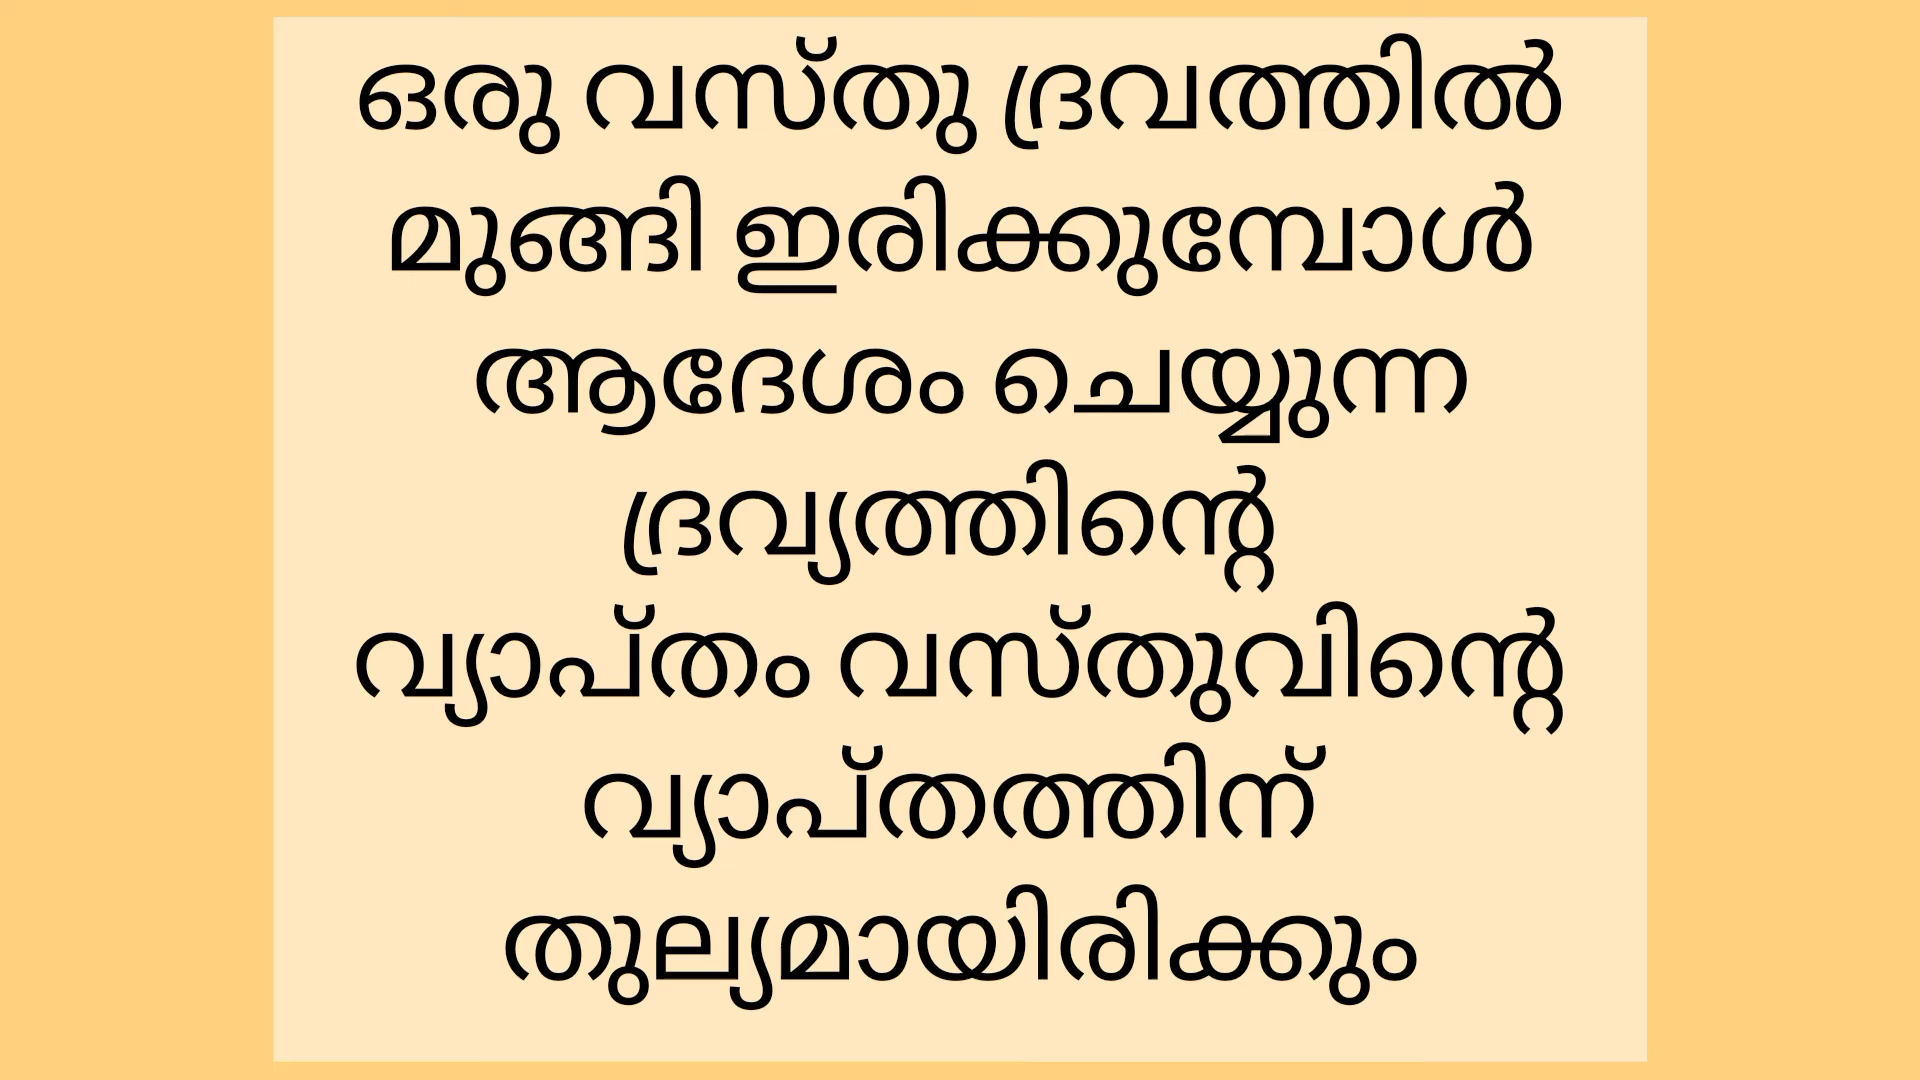 ഒരു വസ്തു ദ്രവത്തിൽ
മുങ്ങി ഇരിക്കുമ്പോൾ
ആദേശം ചെയ്യുന്ന
ദ്രവ്യത്തിന്റെ
വ്യാപ്തം വസ്തുവിന്റെ
വ്യാപ്തത്തിന്
തുല്യമായിരിക്കും